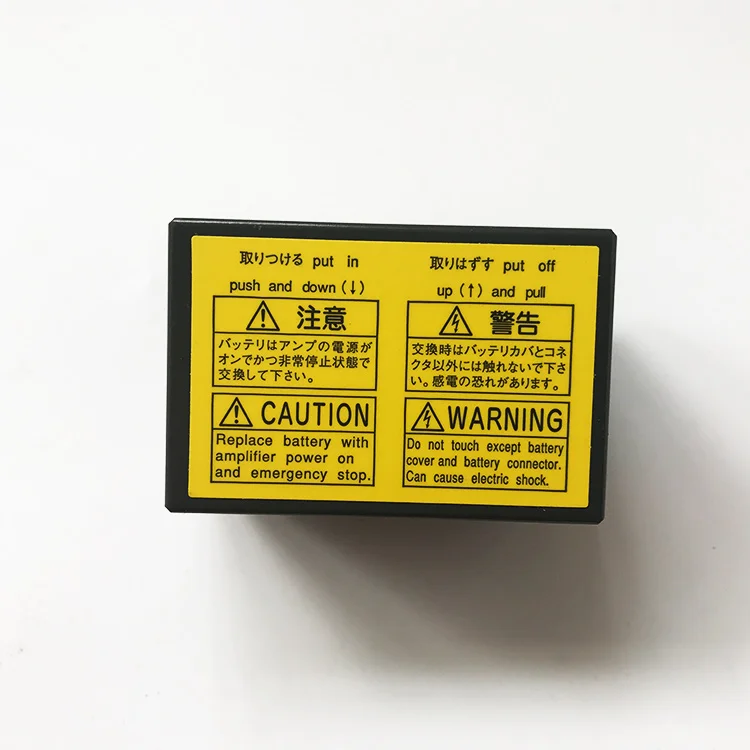 取りつける put in
push and down (↓)
注意
バッテリはアンプの電源が
オンでかつ非常停止状態で
交換して下さい。
CAUTION
Replace battery with
amplifier power on
and emergency stop.
取りはずす put off
up (↑) and pull
警告
交換時はバッテリカバとコネ
クタ以外には触れないで下さ
い。感電の恐れがあります。
WARNING
Do not touch except battery
cover and battery connector.
Can cause electric shock.